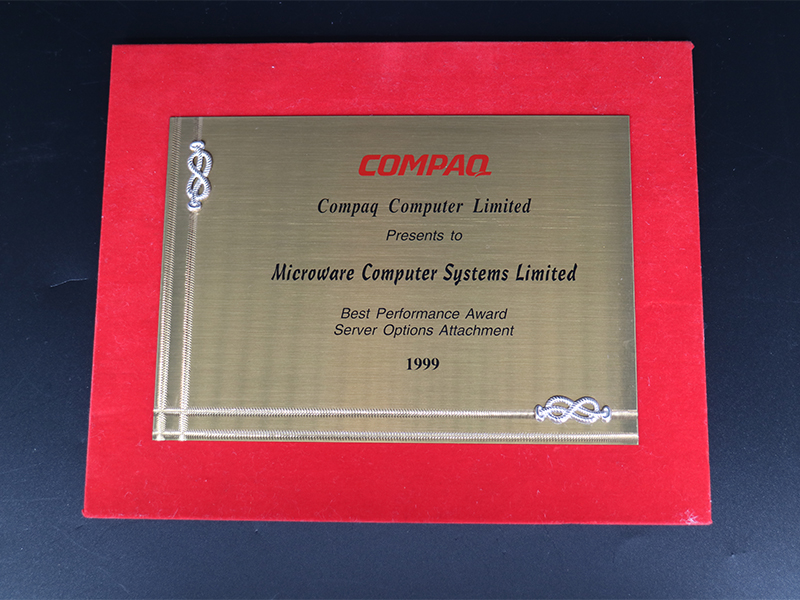 COMPAQ
Compaq Computer Limited
Presents to
Microware Computer Systems Limited
Best Performance Award
Server Options Attachment
1999